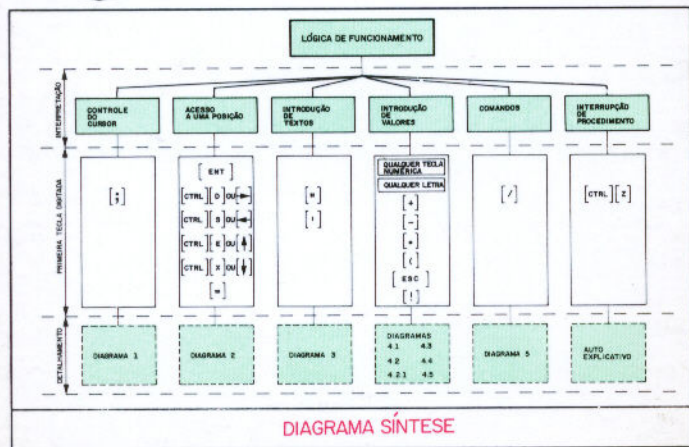 LÓGICA DE FUNCIONAMENTO
INTERPRETAÇÃO
CONTROLE
DO
CURSOR
ACESSO
A UMA POSIÇÃO
INTRODUÇÃO
DE
TEXTOS
INTRODUÇÃO
DE
VALORES
COMANDOS
INTERRUPÇÃO
DE
PROCEDIMENTO
PRIMEIRA TECLA DIGITADA
[;]
[ENT]
[CTRL] [D] OU [→]
[CTRL] [S] OU [←]
[CTRL] [E] OU [↑]
[CTRL] [X] OU [↓]
[=]
["]
QUALQUER TECLA
NUMÉRICA
QUALQUER LETRA
[+]
[-]
[(]
[ESC]
[!]
[/]
[CTRL] [Z]
DETALHAMENTO
DIAGRAMA 1
DIAGRAMA 2
DIAGRAMA 3
DIAGRAMAS
4.1 4.3
4.2 4.4
4.2.1 4.5
DIAGRAMA 5
AUTO
EXPLICATIVO
DIAGRAMA SÍNTESE